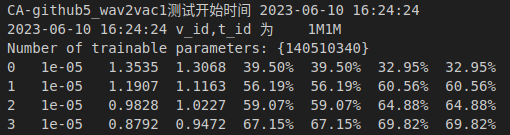 CA-github5_wav2vac1测试开始时间 2023-06-10 16:24:24
2023-06-10 16:24:24 v_id,t_id 为    1M1M
Number of trainable parameters: {140510340}
0   1e-05   1.3535  1.3068  39.50%  39.50%  32.95%  32.95%
1   1e-05   1.1907  1.1163  56.19%  56.19%  60.56%  60.56%
2   1e-05   0.9828  1.0227  59.07%  59.07%  64.88%  64.88%
3   1e-05   0.8792  0.9472  67.15%  67.15%  69.82%  69.82%